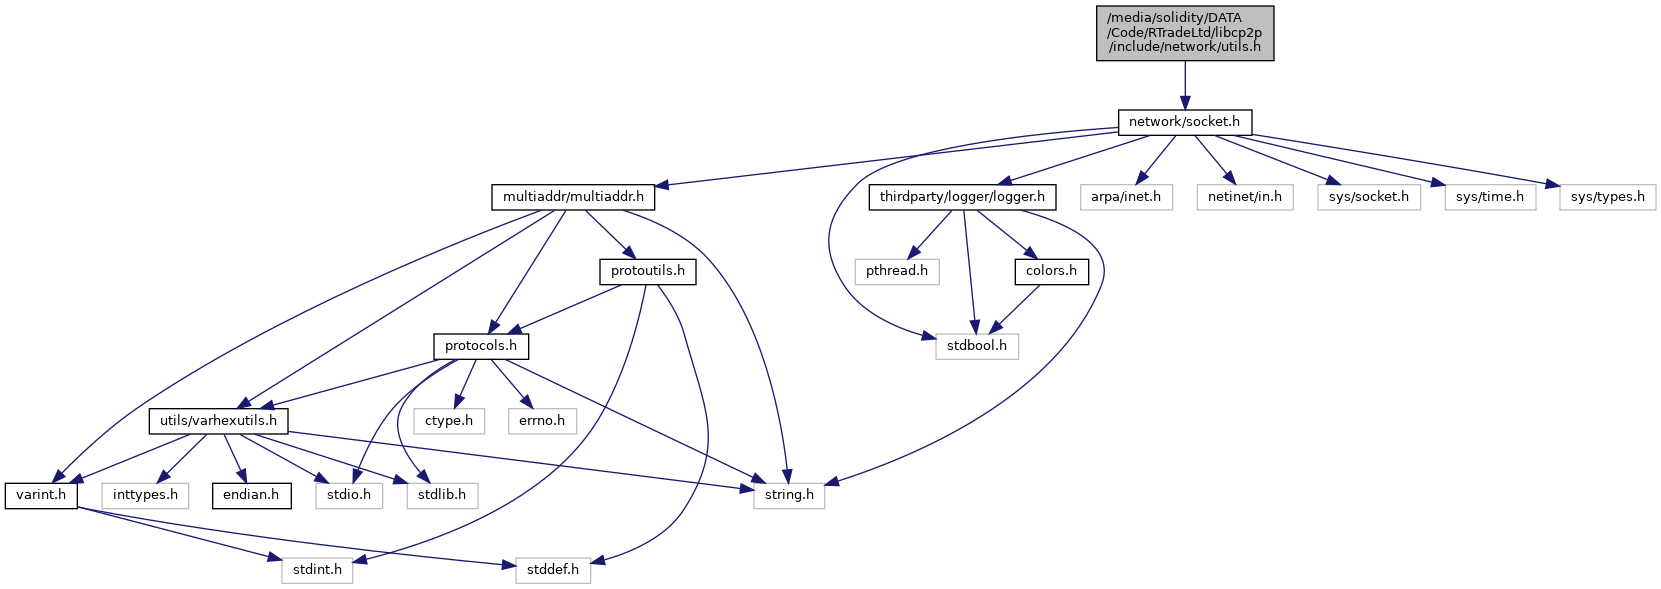 /media/solidity/DATA
/Code/RTradeLtd/libcp2p
/include/network/utils.h
network/socket.h
multiaddr/multiaddr.h
thirdparty/logger/logger.h
arpa/inet.h
netinet/in.h
sys/socket.h
sys/time.h
sys/types.h
protoutils.h
pthread.h
colors.h
protocols.h
stdbool.h
utils/varhexutils.h
ctype.h
errno.h
varint.h
inttypes.h
endian.h
stdio.h
stdlib.h
string.h
stdint.h
stddef.h